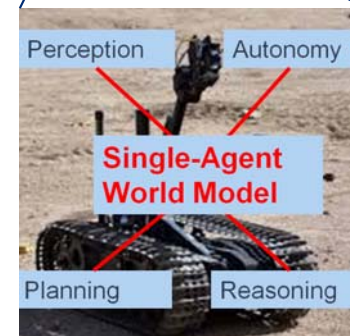 Perception
Autonomy
Single-Agent
World Model
Planning
Reasoning